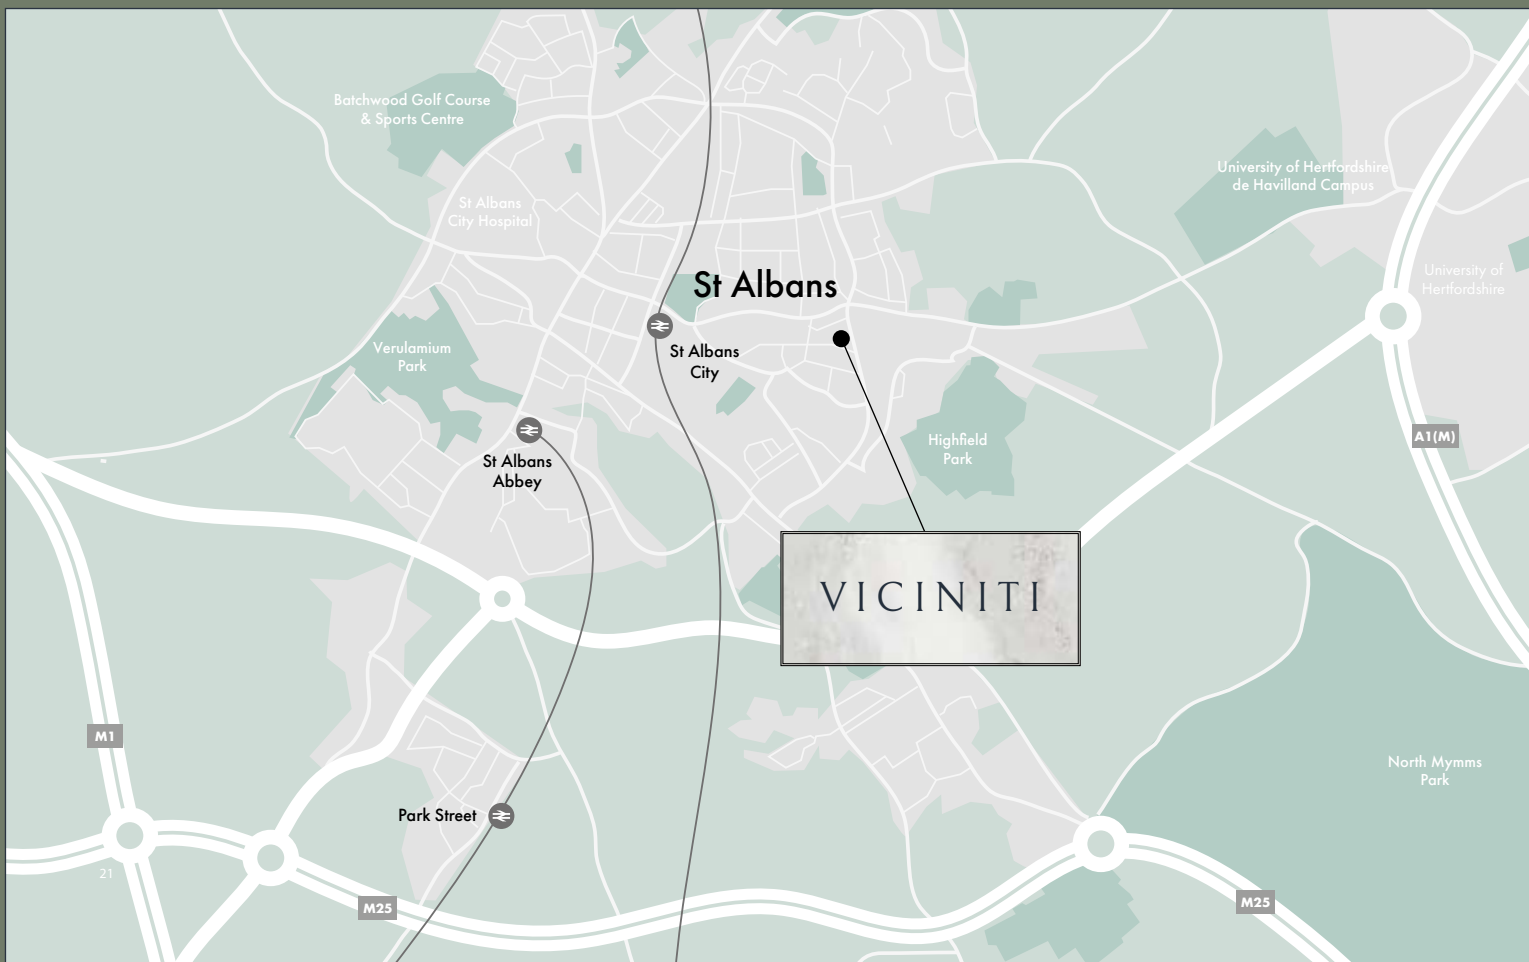 Batchwood Golf Course
& Sports Centre
University of Hertfordshire
de Havilland Campus
St Albans
City Hospital
St Albans
University of
Hertfordshire
Verulamium
Park
St Albans
City
A1(M)
Highfield
Park
St Albans
Abbey
VICINITI
M1
North Mymms
Park
Park Street
21
M25
M25